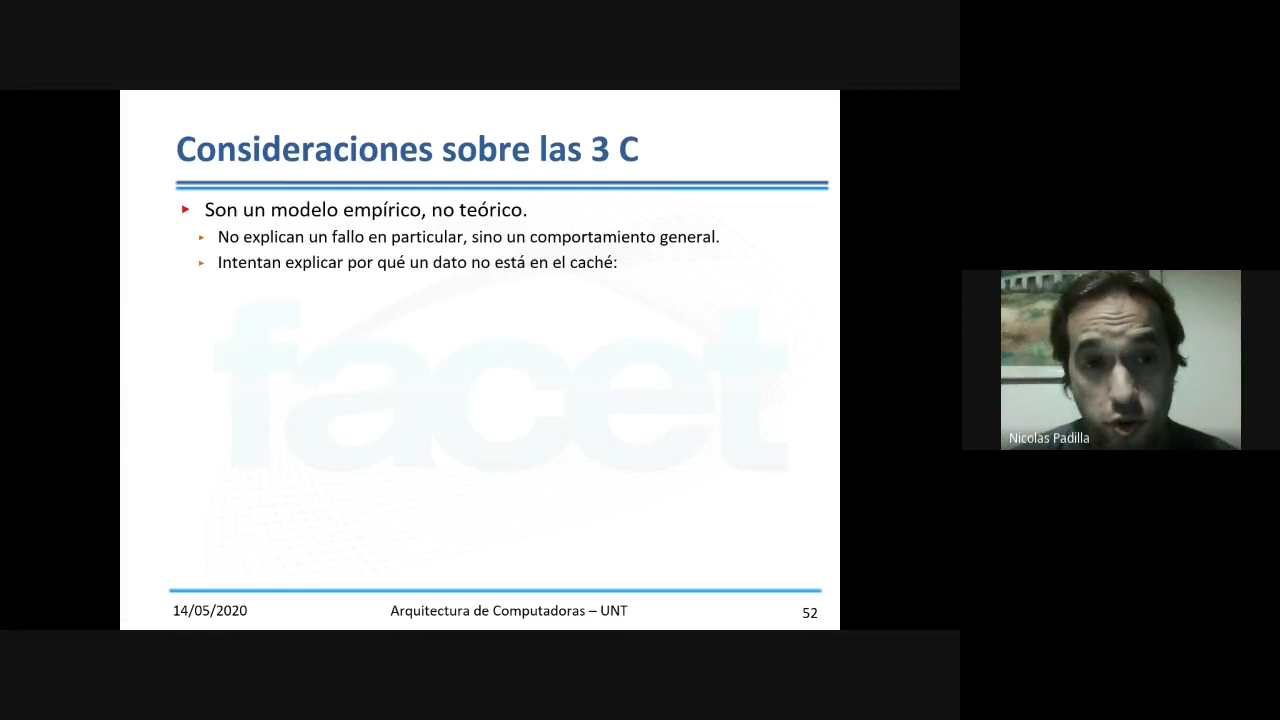 Consideraciones sobre las 3 C
Son un modelo empírico, no teórico.
No explican un fallo en particular, sino un comportamiento general.
Intentan explicar por qué un dato no está en el caché:
facet
14/05/2020
Arquitectura de Computadoras – UNT
52
Nicolas Padilla